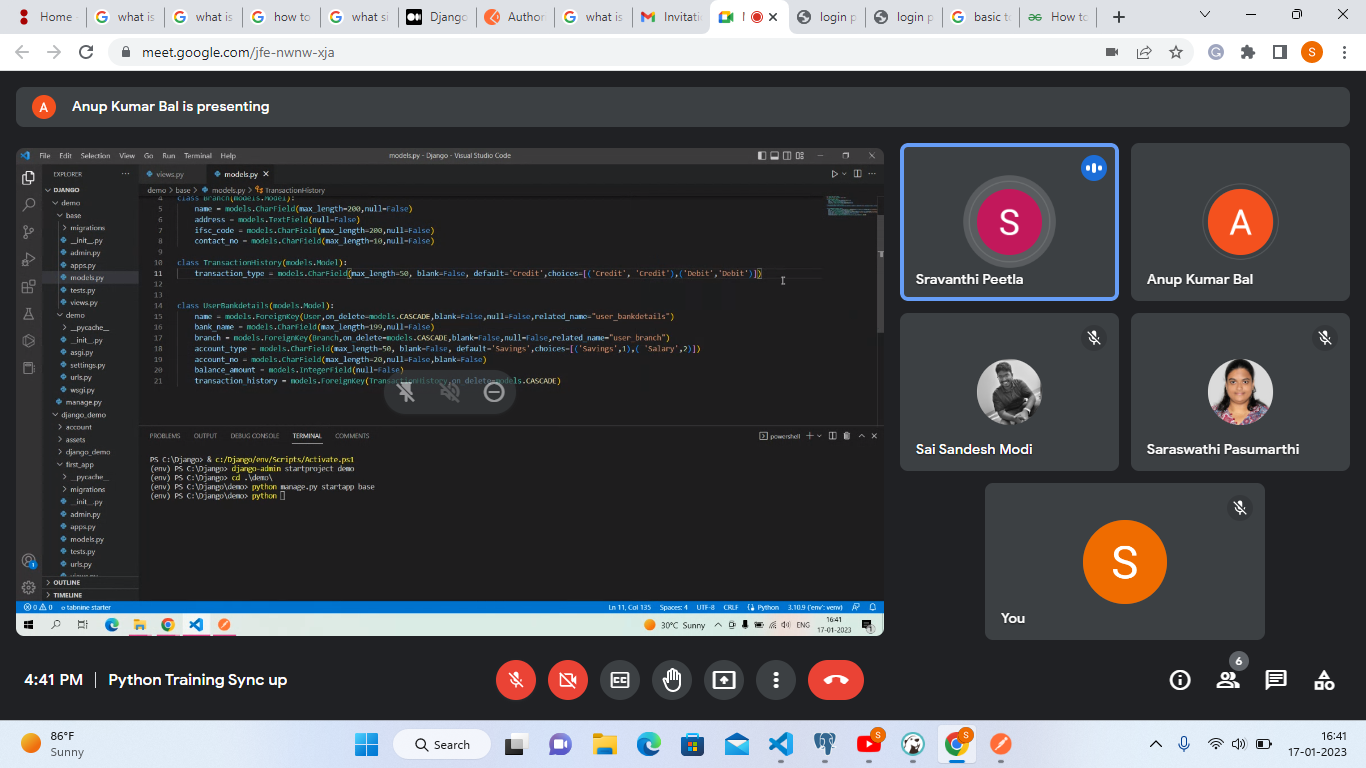 Home
what is
what is
how to
what si
Django
Author
what is
Invitati
login p
login p
basic t
How to
meet.google.com/jfe-nwnw-xja
S
A
Anup Kumar Bal is presenting
File Edit Selection View Go Run Terminal Help
models.py - Django - Visual Studio Code
EXPLORER
DJANGO
demo
base
migrations
__init__.py
admin.py
apps.py
models.py
tests.py
views.py
demo
__pycache__
__init__.py
asgi.py
settings.py
urls.py
wsgi.py
manage.py
django_demo
account
assets
django_demo
first_app
__pycache__
migrations
__init__.py
admin.py
apps.py
models.py
tests.py
urls.py
views.py
OUTLINE
TIMELINE
views.py
models.py
demo > base > models.py > TransactionHistory
4 class Branch(models.Model):
5 name = models.CharField(max_length=200,null=False)
6 address = models.TextField(null=False)
7 ifsc_code = models.CharField(max_length=200,null=False)
8 contact_no = models.CharField(max_length=10,null=False)
9
10 class TransactionHistory(models.Model):
11 transaction_type = models.CharField(max_length=50, blank=False, default='Credit',choices=[('Credit', 'Credit'),('Debit','Debit')])
12
13
14 class UserBankdetails(models.Model):
15 name = models.ForeignKey(User,on_delete=models.CASCADE,blank=False,null=False,related_name="user_bankdetails")
16 bank_name = models.CharField(max_length=199,null=False)
17 branch = models.ForeignKey(Branch,on_delete=models.CASCADE,blank=False,null=False,related_name="user_branch")
18 account_type = models.CharField(max_length=50, blank=False, default='Savings',choices=[('Savings',1),( 'Salary',2)])
19 account_no = models.CharField(max_length=20,null=False,blank=False)
20 balance_amount = models.IntegerField(null=False)
21 transaction_history = models.ForeignKey(TransactionHistory,on_delete=models.CASCADE)
PROBLEMS OUTPUT DEBUG CONSOLE TERMINAL COMMENTS
powershell
PS C:\Django> & c:/Django/env/Scripts/Activate.ps1
(env) PS C:\Django> django-admin startproject demo
(env) PS C:\Django> cd .\demo\
(env) PS C:\Django\demo> python manage.py startapp base
(env) PS C:\Django\demo> python
0 0 tabnine starter
Ln 11, Col 135 Spaces: 4 UTF-8 CRLF Python 3.10.9 ('env': venv)
30°C Sunny
ENG
16:41
17-01-2023
S
Sravanthi Peetla
A
Anup Kumar Bal
Sai Sandesh Modi
Saraswathi Pasumarthi
S
You
4:41 PM | Python Training Sync up
6
86°F
Sunny
Search
S
S
16:41
17-01-2023